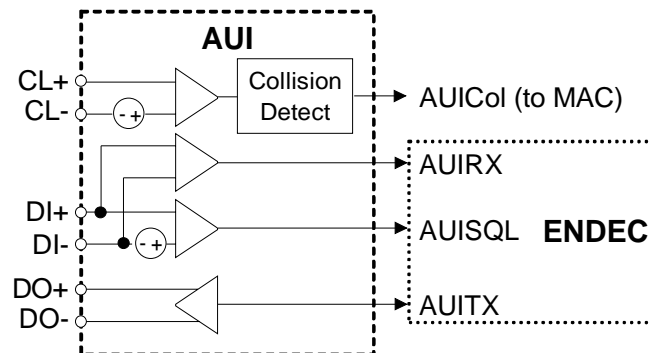 AUI
CL+
CL-
- +
Collision
Detect
AUICol (to MAC)
AUIRX
DI+
DI-
- +
AUISQL
ENDEC
DO+
DO-
AUITX